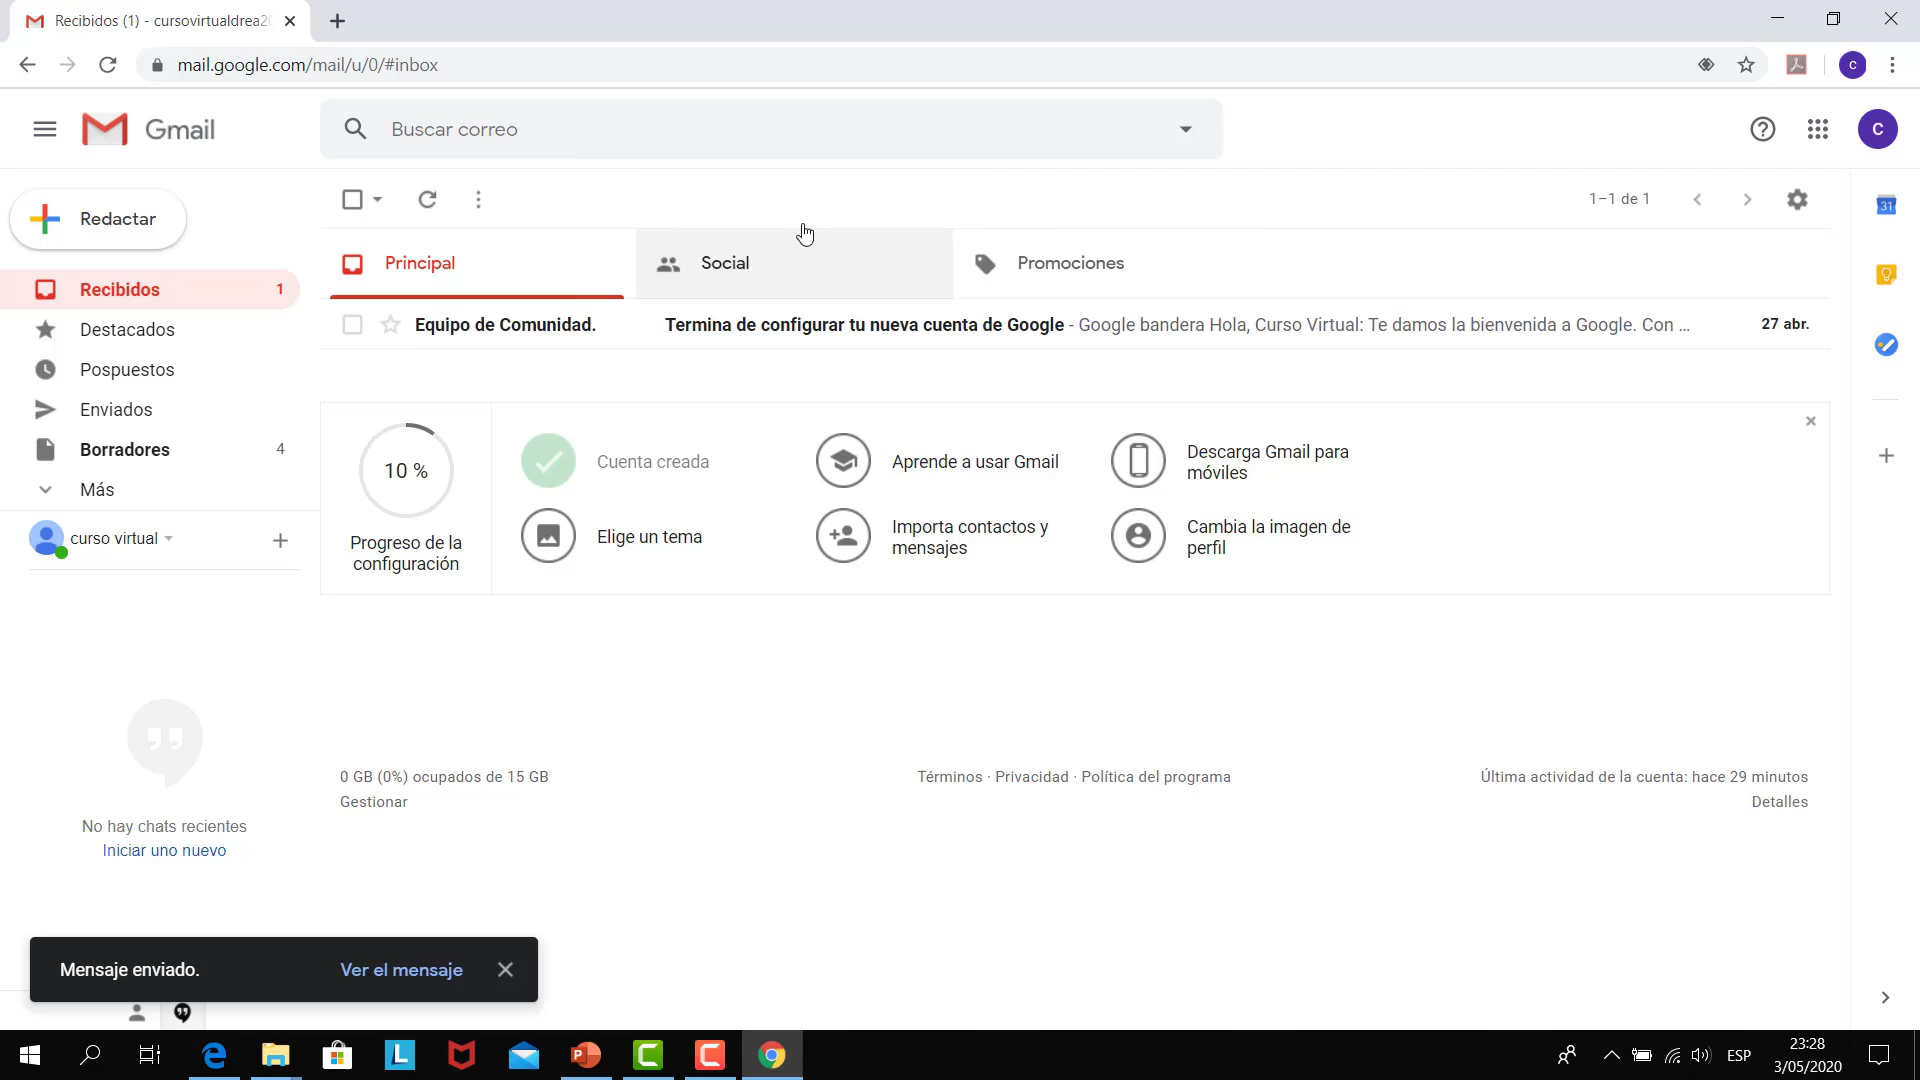 Recibidos (1) - cursovirtualdrea20
mail.google.com/mail/u/0/#inbox
C
Gmail
Buscar correo
C
Redactar
1–1 de 1
31
Principal
Social
Promociones
Recibidos 1
Destacados
Pospuestos
Enviados
Borradores 4
Más
curso virtual
Equipo de Comunidad. Termina de configurar tu nueva cuenta de Google - Google bandera Hola, Curso Virtual: Te damos la bienvenida a Google. Con ... 27 abr.
10 %
Progreso de la
configuración
Cuenta creada
Aprende a usar Gmail
Descarga Gmail para
móviles
Elige un tema
Importa contactos y
mensajes
Cambia la imagen de
perfil
0 GB (0%) ocupados de 15 GB
Gestionar
Términos · Privacidad · Política del programa
Última actividad de la cuenta: hace 29 minutos
Detalles
No hay chats recientes
Iniciar uno nuevo
Mensaje enviado. Ver el mensaje
ESP
23:28
3/05/2020